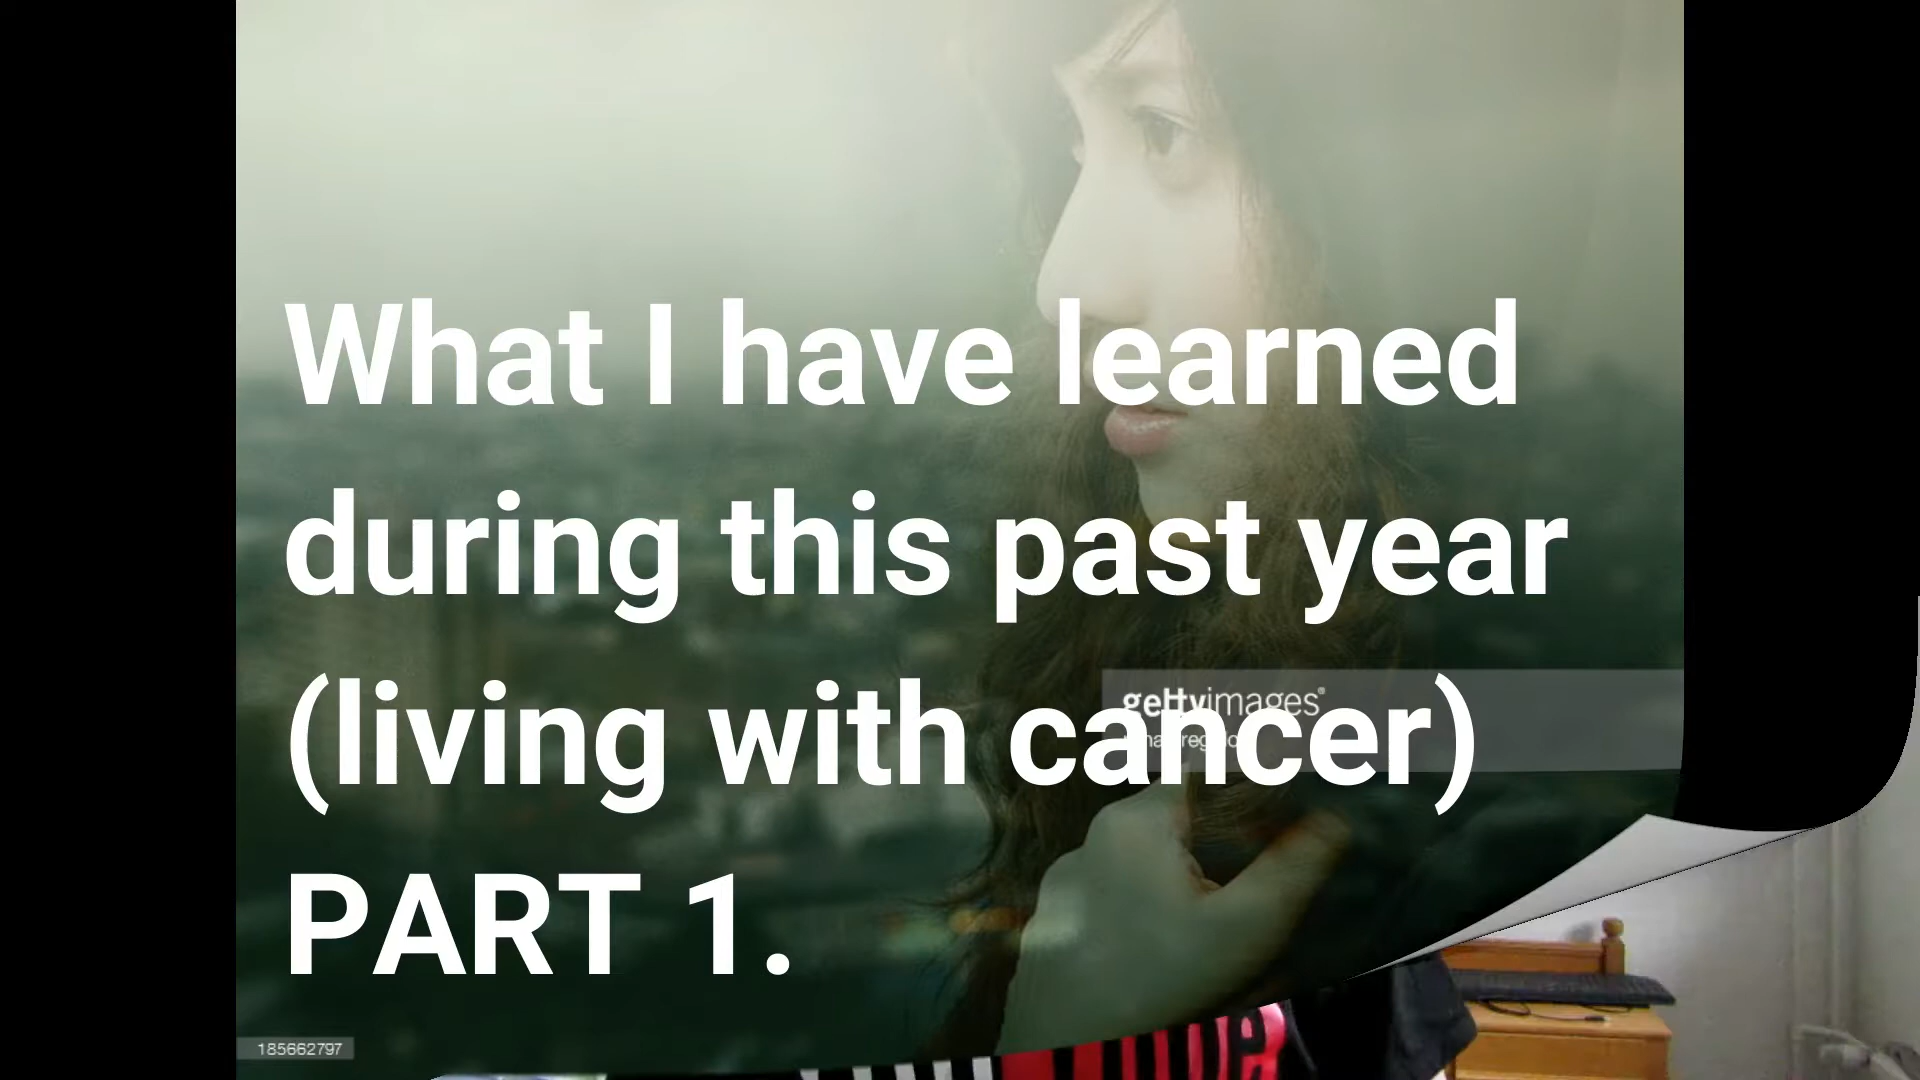 What I have learned
during this past year
gettyimages®
(living with cancer)
PART 1.
185662797